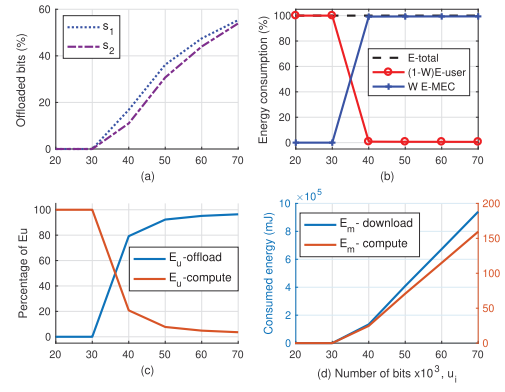 60
40
20
0
Offloaded bits (%)
s1
s2
20 30 40 50 60 70
(a)
100
80
60
40
20
0
Energy consumption (%)
E-total
(1-W)E-user
W E-MEC
20 30 40 50 60 70
(b)
100
80
60
40
20
0
Percentage of Eu
Eu-offload
Eu-compute
20 30 40 50 60 70
(c)
×10^5
10
8
6
4
2
0
Consumed energy (mJ)
Em- download
Em- compute
200
150
100
50
0
20 30 40 50 60 70
(d) Number of bits x10^3, ui